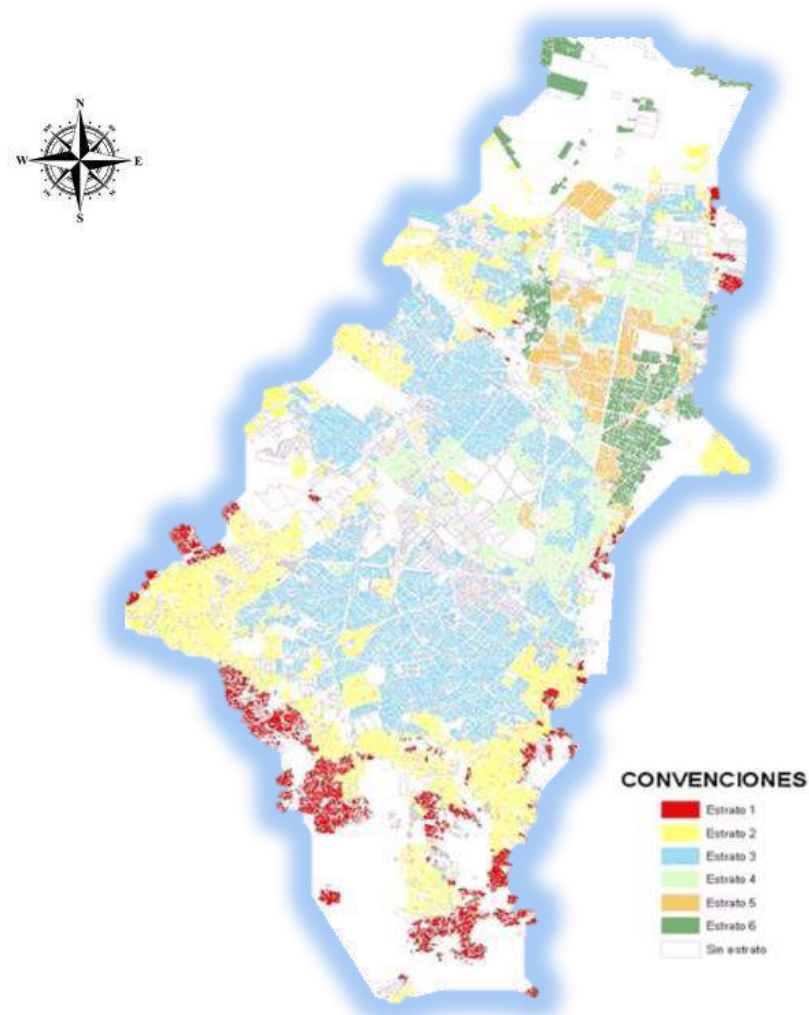 N
W E
S
CONVENCIONES
Estrato 1
Estrato 2
Estrato 3
Estrato 4
Estrato 5
Estrato 6
Sin estrato